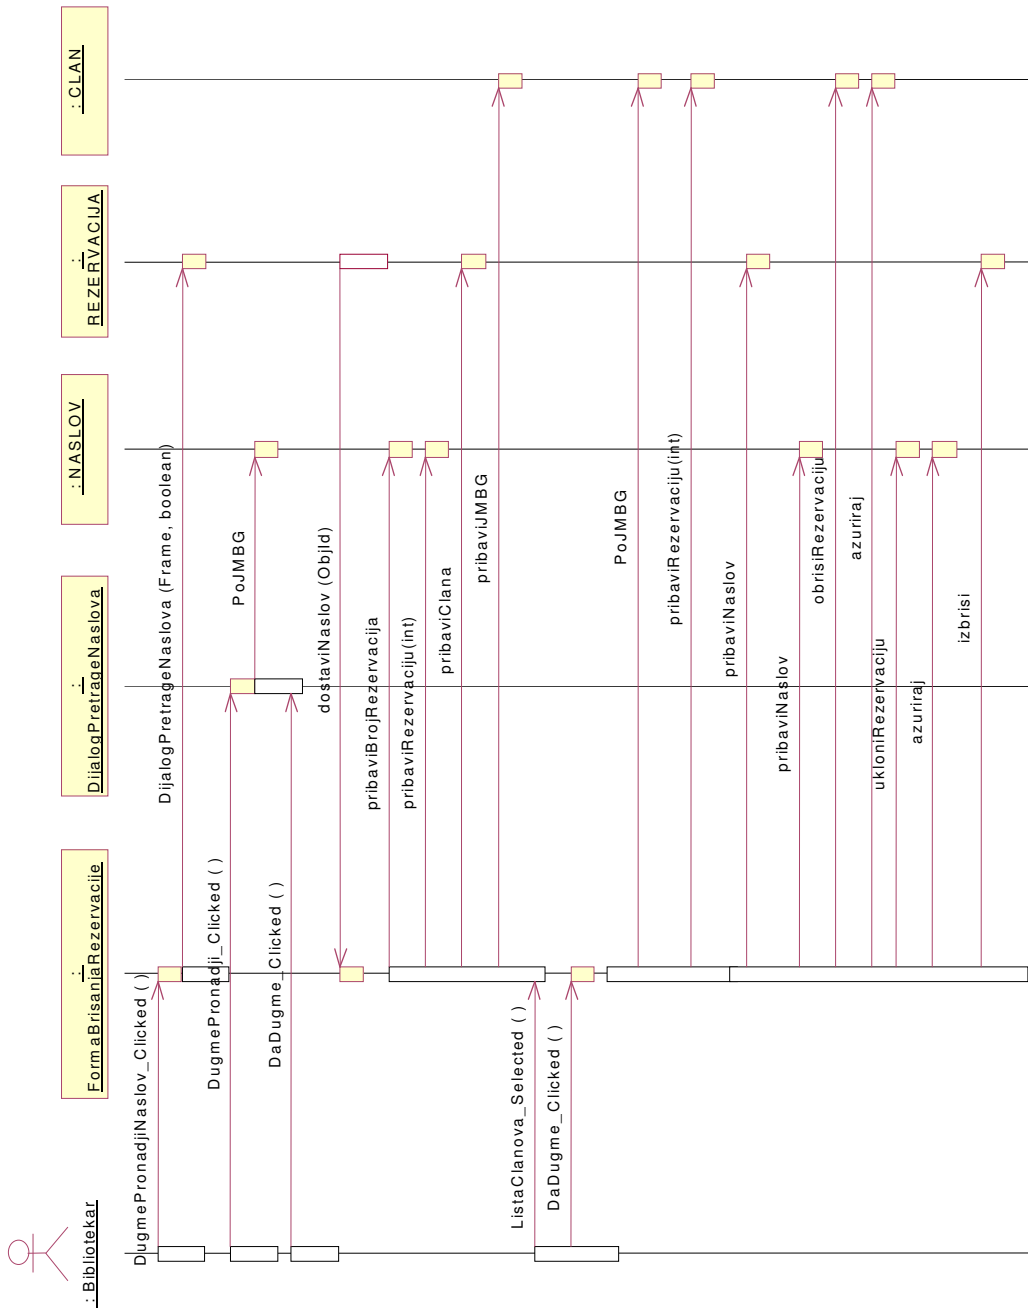 : Bibliotekar
:
FormaBrisanjaRezervacije
:
DijalogPretrageNaslova
: NASLOV
:
REZERVACIJA
: CLAN
DugmePronadjiNaslov_Clicked ( )
DijalogPretrageNaslova (Frame, boolean)
DugmePronadji_Clicked ( )
PoJMBG
DaDugme_Clicked ( )
dostaviNaslov (ObjId)
pribaviBrojRezervacija
pribaviRezervaciju(int)
pribaviClana
pribaviJMBG
ListaClanova_Selected ( )
DaDugme_Clicked ( )
PoJMBG
pribaviRezervaciju(int)
pribaviNaslov
pribaviNaslov
obrisiRezervaciju
azuriraj
ukloniRezervaciju
azuriraj
izbrisi